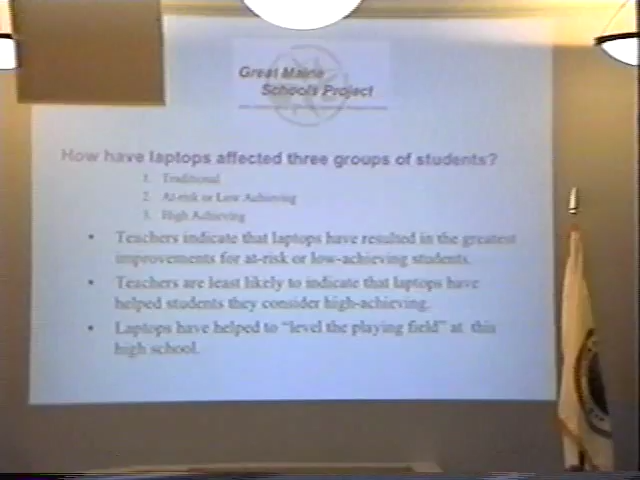 Great Maine
Schools Project
How have laptops affected three groups of students?
1. Traditional
2. At-risk or Low Achieving
3. High Achieving
• Teachers indicate that laptops have resulted in the greatest
improvements for at-risk or low-achieving students.
• Teachers are least likely to indicate that laptops have
helped students they consider high-achieving.
• Laptops have helped to “level the playing field” at this
high school.